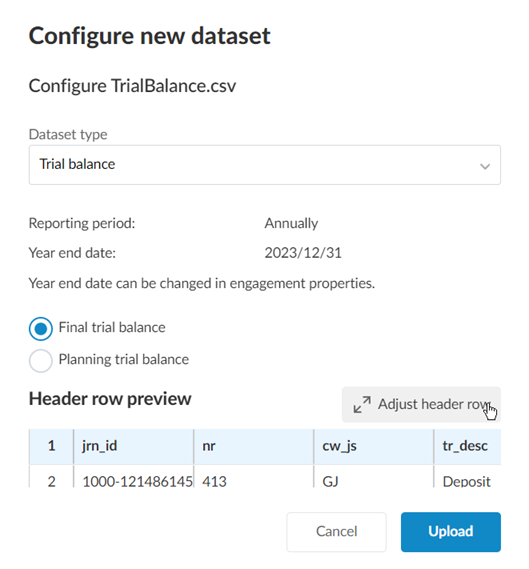 Configure new dataset
Configure TrialBalance.csv
Dataset type
Trial balance
Reporting period: Annually
Year end date: 2023/12/31
Year end date can be changed in engagement properties.
Final trial balance
Planning trial balance
Header row preview Adjust header row
1 jrn_id nr cw_js tr_desc
2 1000-121486145 413 GJ Deposit
Cancel Upload